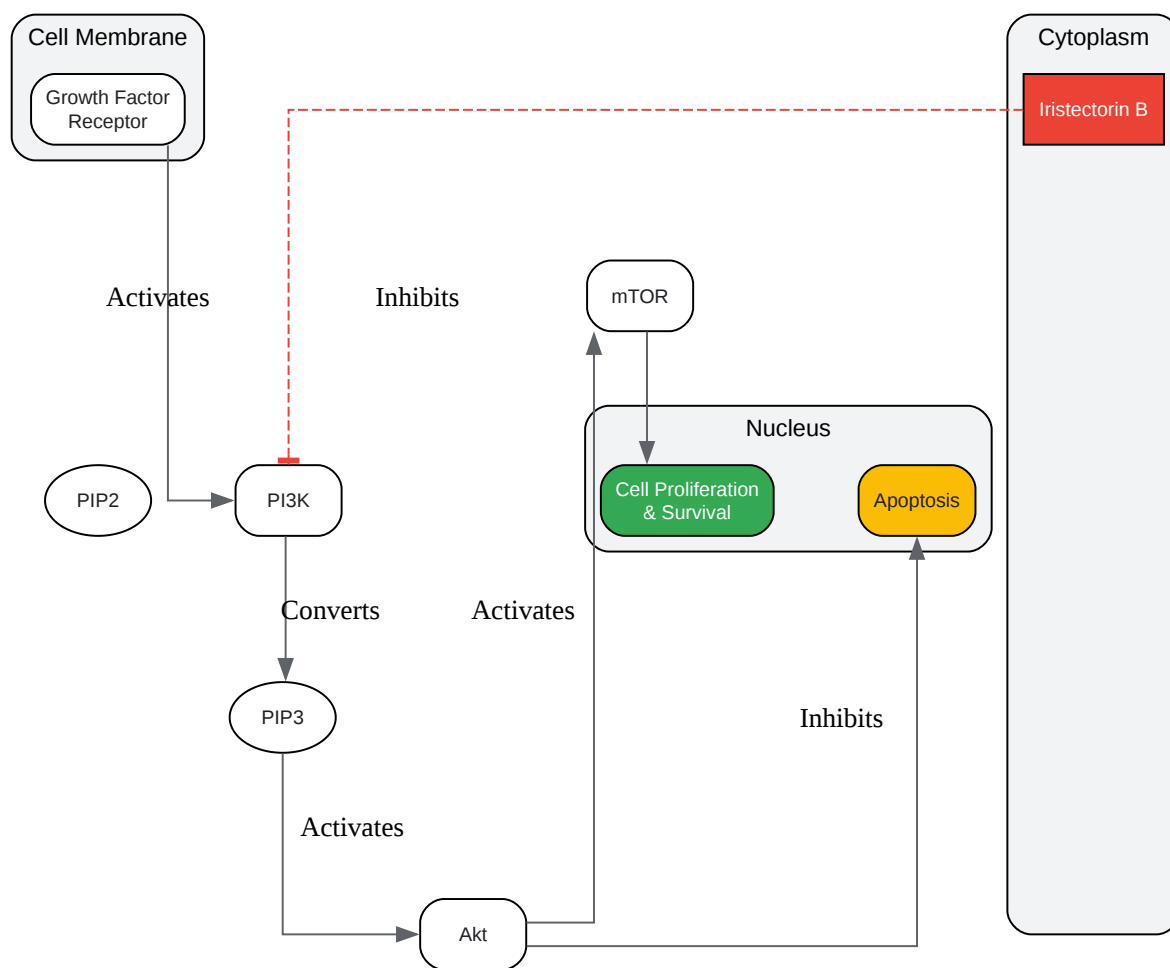 Cell Membrane
Cytoplasm
Growth Factor
Receptor
Iristectorin B
Activates
Inhibits
mTOR
Nucleus
PIP2
PI3K
Cell Proliferation
& Survival
Apoptosis
Converts
Activates
PIP3
Inhibits
Activates
Akt